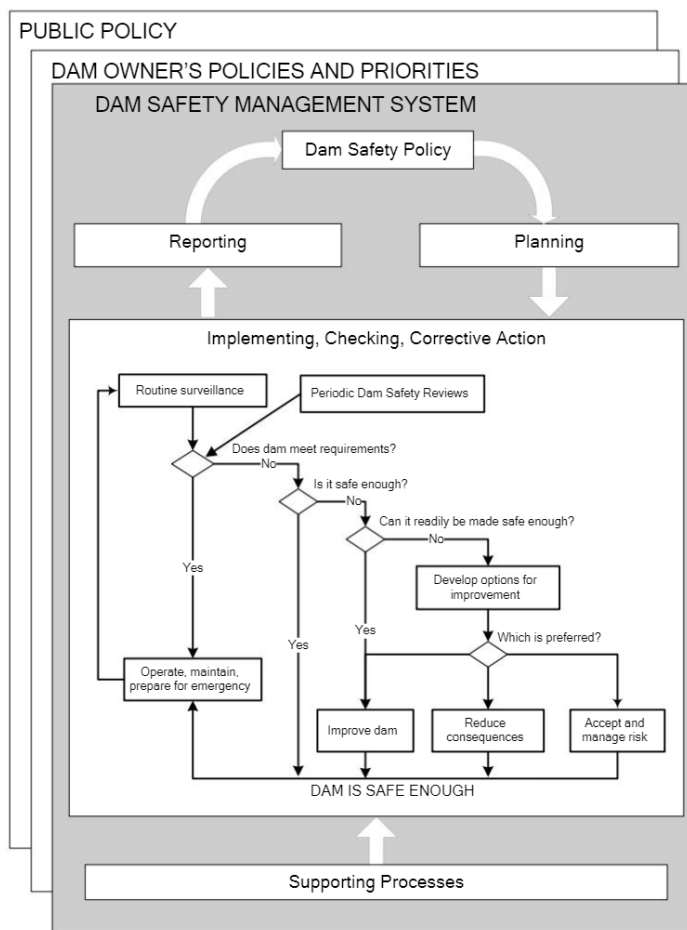 PUBLIC POLICY
DAM OWNER’S POLICIES AND PRIORITIES
DAM SAFETY MANAGEMENT SYSTEM
Dam Safety Policy
Reporting
Planning
Implementing, Checking, Corrective Action
Routine surveillance
Periodic Dam Safety Reviews
Does dam meet requirements?
No
Is it safe enough?
No
Can it readily be made safe enough?
No
Develop options for
improvement
Yes
Yes
Yes
Which is preferred?
Operate, maintain,
prepare for emergency
Improve dam
Reduce
consequences
Accept and
manage risk
DAM IS SAFE ENOUGH
Supporting Processes